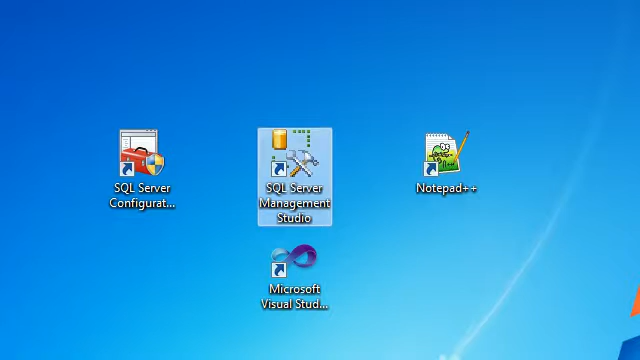 SQL Server
Configurat...
SQL Server
Management
Studio
Notepad++
Microsoft
Visual Stud...